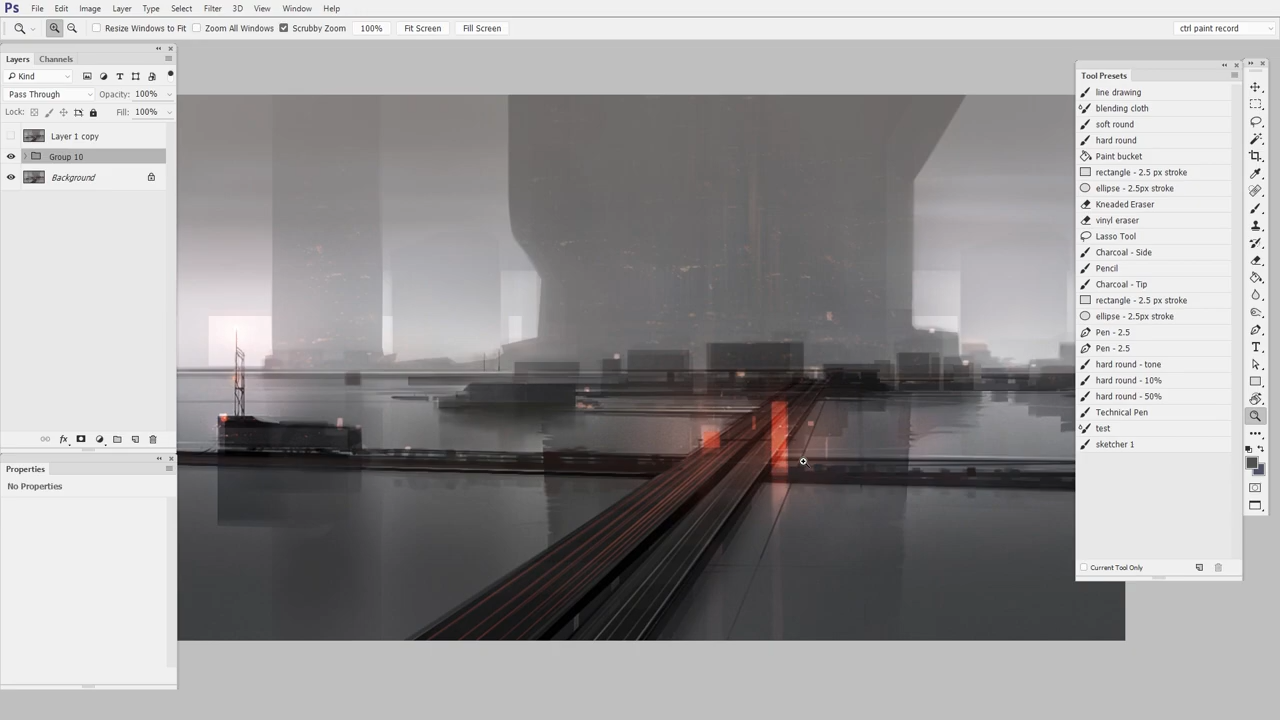 Ps File Edit Image Layer Type Select Filter 3D View Window Help
Resize Windows to Fit Zoom All Windows Scrubby Zoom 100% Fit Screen Fill Screen ctrl paint record
Layers Channels
Kind
Pass Through Opacity: 100%
Lock: Fill: 100%
Layer 1 copy
Group 10
Background
fx
Properties
No Properties
Tool Presets
line drawing
blending cloth
soft round
hard round
Paint bucket
rectangle - 2.5 px stroke
ellipse - 2.5px stroke
Kneaded Eraser
vinyl eraser
Lasso Tool
Charcoal - Side
Pencil
Charcoal - Tip
rectangle - 2.5 px stroke
ellipse - 2.5px stroke
Pen - 2.5
Pen - 2.5
hard round - tone
hard round - 10%
hard round - 50%
Technical Pen
test
sketcher 1
Current Tool Only